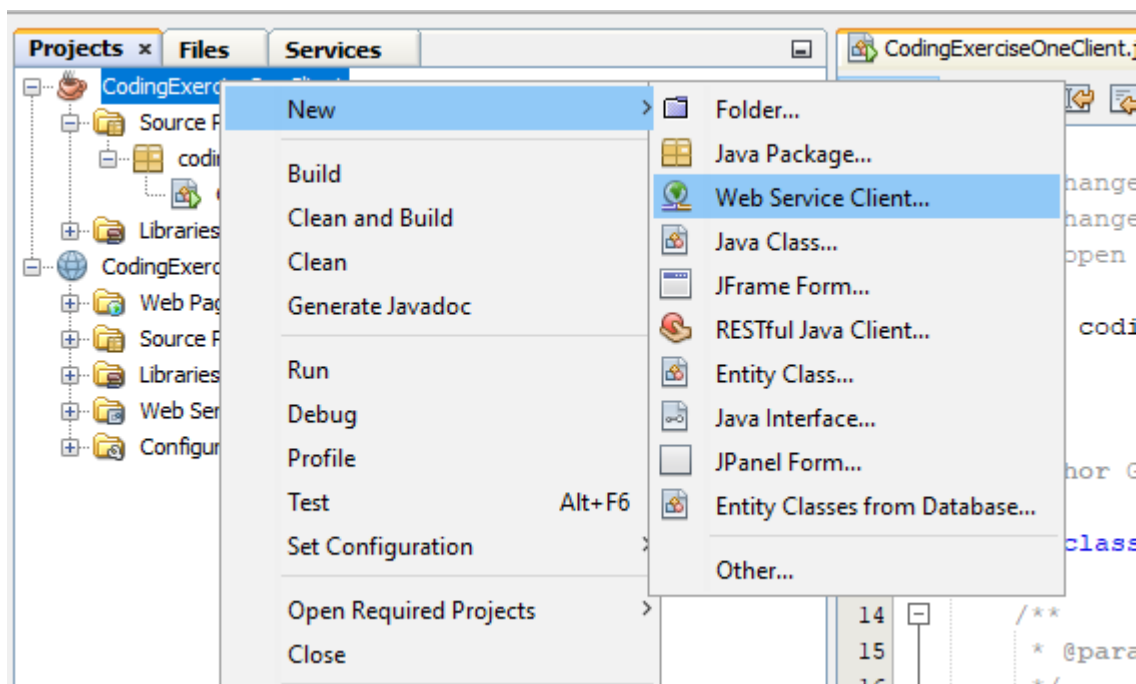 Projects × Files Services
CodingExerciseOneClient.j
CodingExerc
Source P
codin
Libraries
CodingExerc
Web Pag
Source P
Libraries
Web Ser
Configur
New
Build
Clean and Build
Clean
Generate Javadoc
Run
Debug
Profile
Test Alt+F6
Set Configuration
Open Required Projects
Close
Folder...
Java Package...
Web Service Client...
Java Class...
JFrame Form...
RESTful Java Client...
Entity Class...
Java Interface...
JPanel Form...
Entity Classes from Database...
Other...
hange
hange
open
codi
hor G
class
14 /**
15 * @para